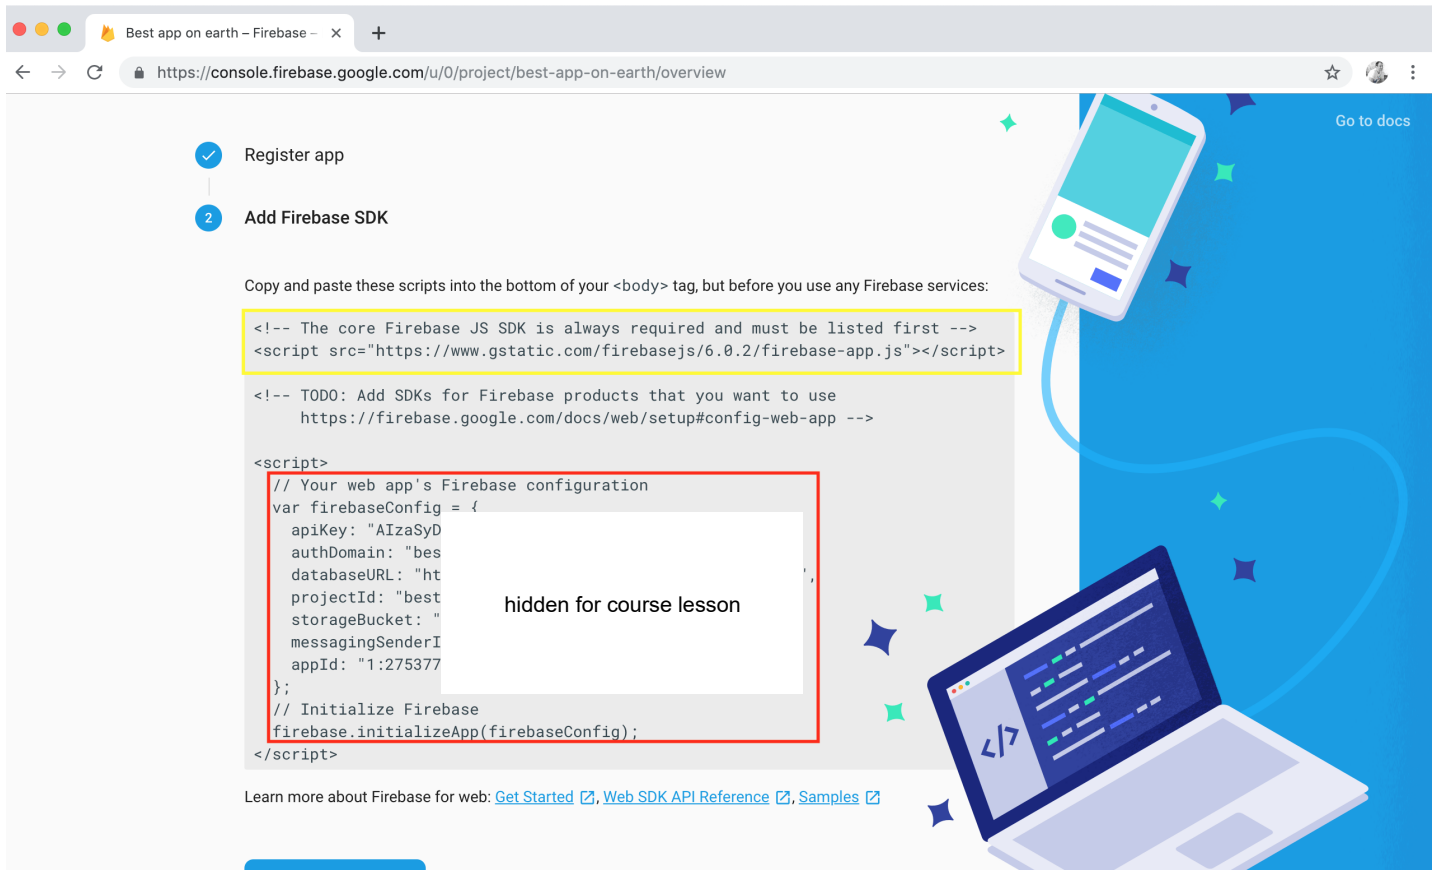 Best app on earth – Firebase –
https://console.firebase.google.com/u/0/project/best-app-on-earth/overview
Go to docs
Register app
2 Add Firebase SDK
Copy and paste these scripts into the bottom of your <body> tag, but before you use any Firebase services:
<!-- The core Firebase JS SDK is always required and must be listed first -->
<script src="https://www.gstatic.com/firebasejs/6.0.2/firebase-app.js"></script>
<!-- TODO: Add SDKs for Firebase products that you want to use
https://firebase.google.com/docs/web/setup#config-web-app -->
<script>
// Your web app's Firebase configuration
var firebaseConfig = {
apiKey: "AIzaSyD
authDomain: "bes
databaseURL: "ht ",
projectId: "best
hidden for course lesson
storageBucket: "
messagingSenderI
appId: "1:275377
};
// Initialize Firebase
firebase.initializeApp(firebaseConfig);
</script>
Learn more about Firebase for web: Get Started , Web SDK API Reference , Samples
</>